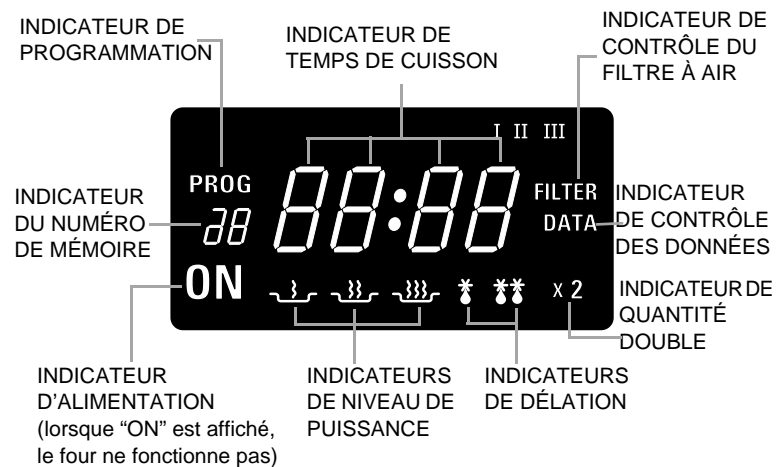 INDICATEUR DE
PROGRAMMATION
INDICATEUR DE
TEMPS DE CUISSON
INDICATEUR DE
CONTRÔLE DU
FILTRE À AIR
I II III
PROG
88:88
FILTER
INDICATEUR
DU NUMÉRO
DE MÉMOIRE
38
DATA
INDICATEUR
DE CONTRÔLE
DES DONNÉES
ON
x 2
INDICATEUR DE
QUANTITÉ
DOUBLE
INDICATEUR
D'ALIMENTATION
(lorsque “ON” est affiché,
le four ne fonctionne pas)
INDICATEURS
DE NIVEAU DE
PUISSANCE
INDICATEURS
DE DÉLATION